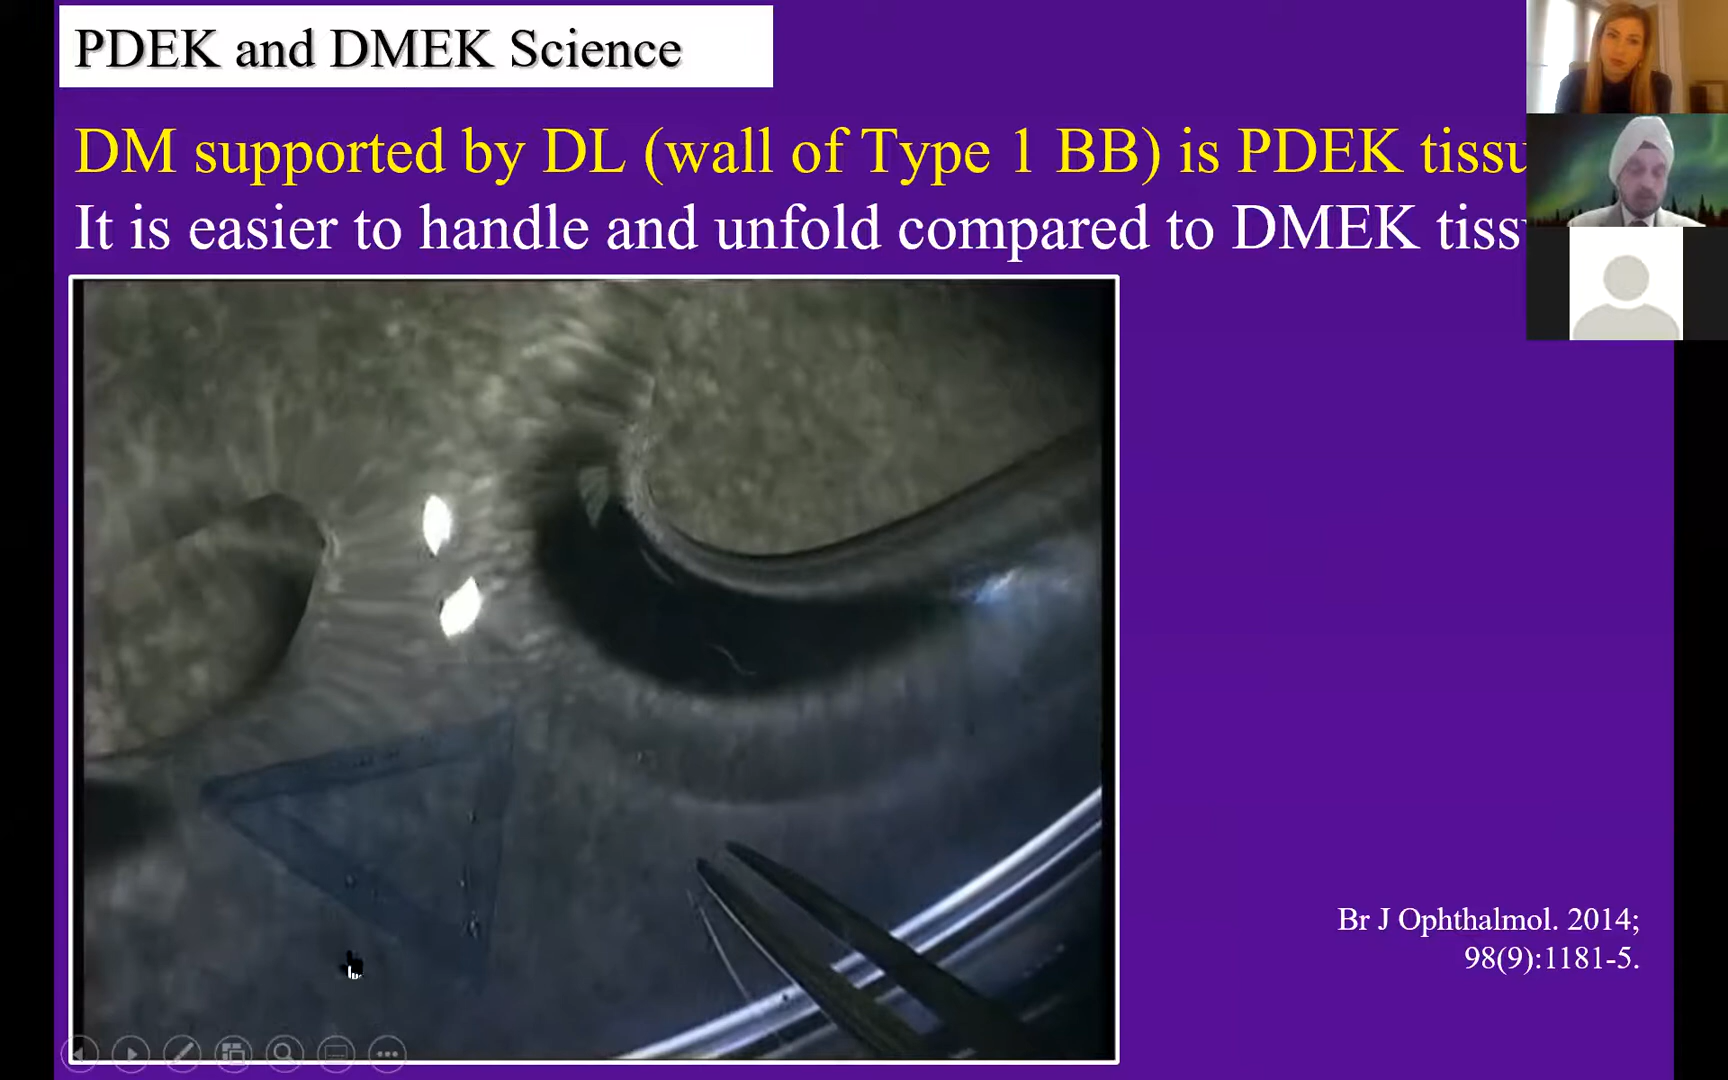 PDEK and DMEK Science
DM supported by DL (wall of Type 1 BB) is PDEK tissu
It is easier to handle and unfold compared to DMEK tiss
Br J Ophthalmol. 2014;
98(9):1181-5.